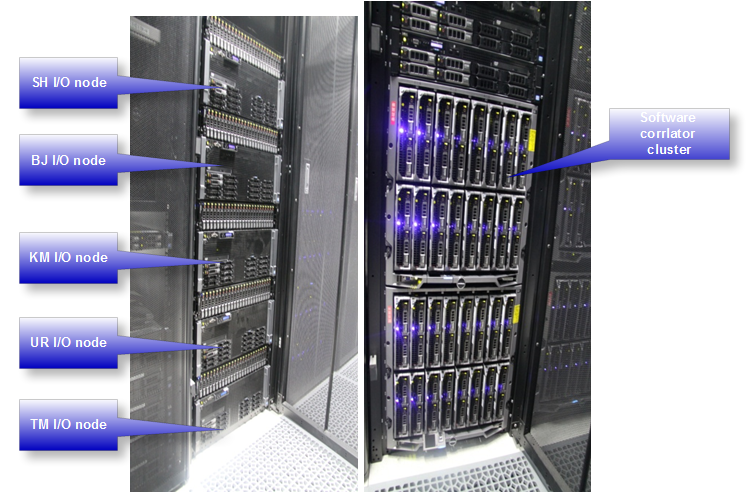 SH I/O node
BJ I/O node
KM I/O node
UR I/O node
TM I/O node
Software
corrlator
cluster